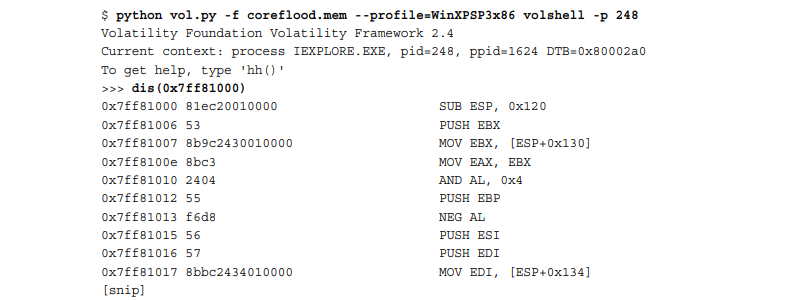 $ python vol.py -f coreflood.mem --profile=WinXPSP3x86 volshell -p 248
Volatility Foundation Volatility Framework 2.4
Current context: process IEXPLORE.EXE, pid=248, ppid=1624 DTB=0x80002a0
To get help, type 'hh()'
>>> dis(0x7ff81000)
0x7ff81000 81ec20010000 SUB ESP, 0x120
0x7ff81006 53 PUSH EBX
0x7ff81007 8b9c2430010000 MOV EBX, [ESP+0x130]
0x7ff8100e 8bc3 MOV EAX, EBX
0x7ff81010 2404 AND AL, 0x4
0x7ff81012 55 PUSH EBP
0x7ff81013 f6d8 NEG AL
0x7ff81015 56 PUSH ESI
0x7ff81016 57 PUSH EDI
0x7ff81017 8bbc2434010000 MOV EDI, [ESP+0x134]
[snip]